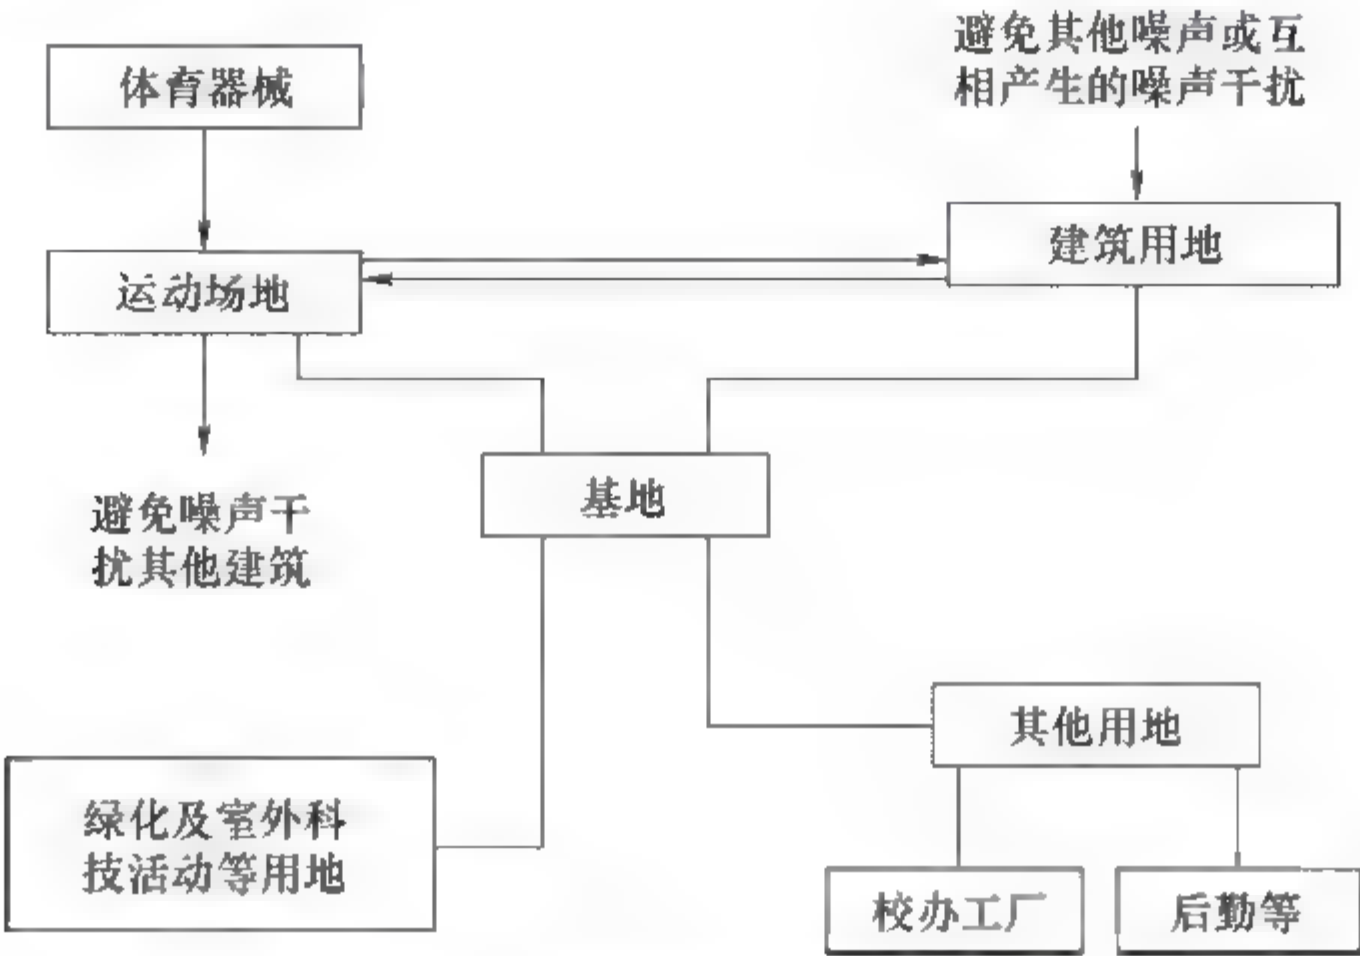 避免其他噪声或互
相产生的噪声干扰
体育器械
建筑用地
运动场地
基地
避免噪声干
扰其他建筑
其他用地
绿化及室外科
技活动等用地
校办工厂
后勤等